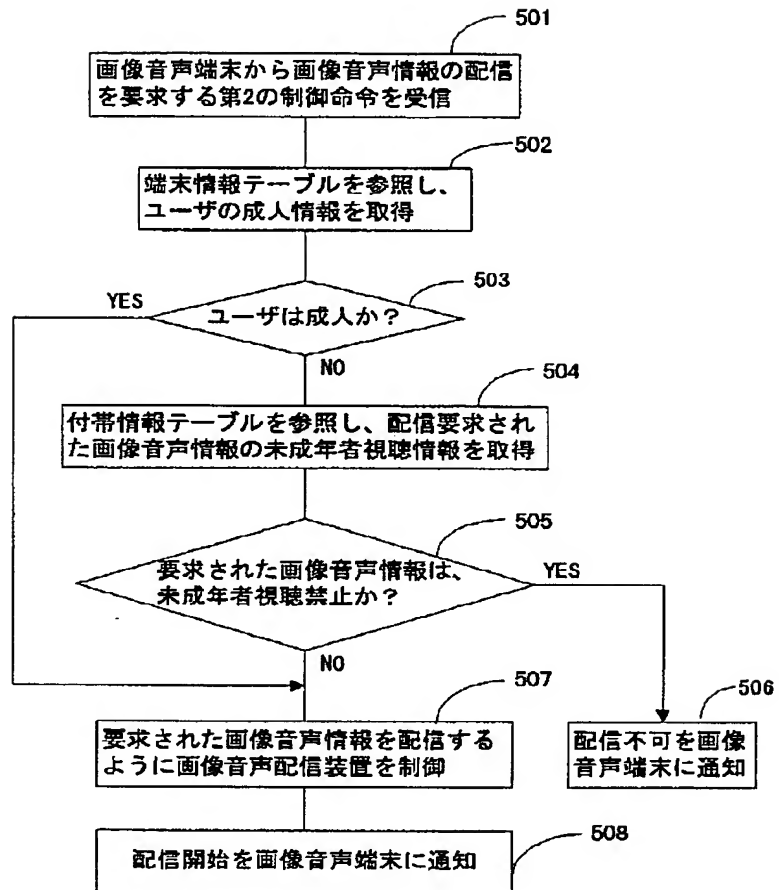 501
画像音声端末から画像音声情報の配信
を要求する第2の制御命令を受信
502
端末情報テーブルを参照し、
ユーザの成人情報を取得
503
YES
ユーザは成人か?
NO
504
付帯情報テーブルを参照し、配信要求され
た画像音声情報の未成年者視聴情報を取得
505
要求された画像音声情報は、
未成年者視聴禁止か?
YES
NO
507
506
要求された画像音声情報を配信する
ように画像音声配信装置を制御
配信不可を画像
音声端末に通知
508
配信開始を画像音声端末に通知